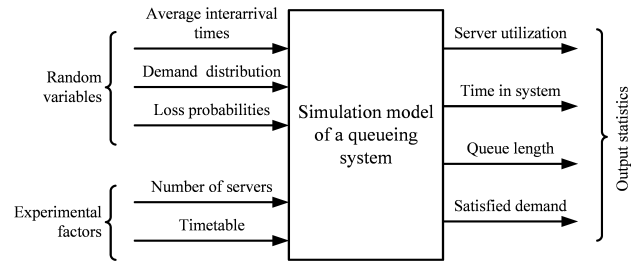 Average interarrival
times
Demand distribution
Loss probabilities
Random
variables
Number of servers
Timetable
Experimental
factors
Simulation model
of a queueing
system
Server utilization
Time in system
Queue length
Satisfied demand
Output statistics